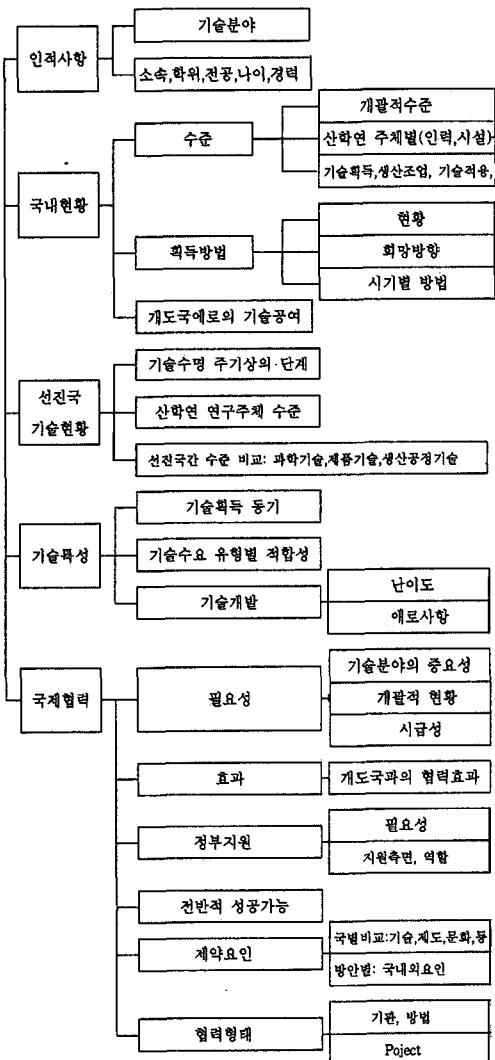 기술분야
인적사항
소속,학위,전공,나이,경력
개괄적수준
수준
산학연 주체별(인력,시설)
기술획득,생산조업, 기술적용,
국내현황
현황
획득방법
희망방향
시기별 방법
개도국에로의 기술공여
기술수명 주기상의·단계
선진국
기술현황
산학연 연구주체 수준
선진국간 수준 비교: 과학기술,제품기술,생산공정기술
기술획득 동기
기술특성
기술수요 유형별 적합성
난이도
기술개발
애로사항
기술분야의 중요성
국제협력
필요성
개괄적 현황
시급성
효과
개도국과의 협력효과
필요성
정부지원
지원측면, 역할
전반적 성공가능
국별비교:기술,제도,문화,등
제약요인
방안별: 국내외요인
기관, 방법
협력형태
Poject